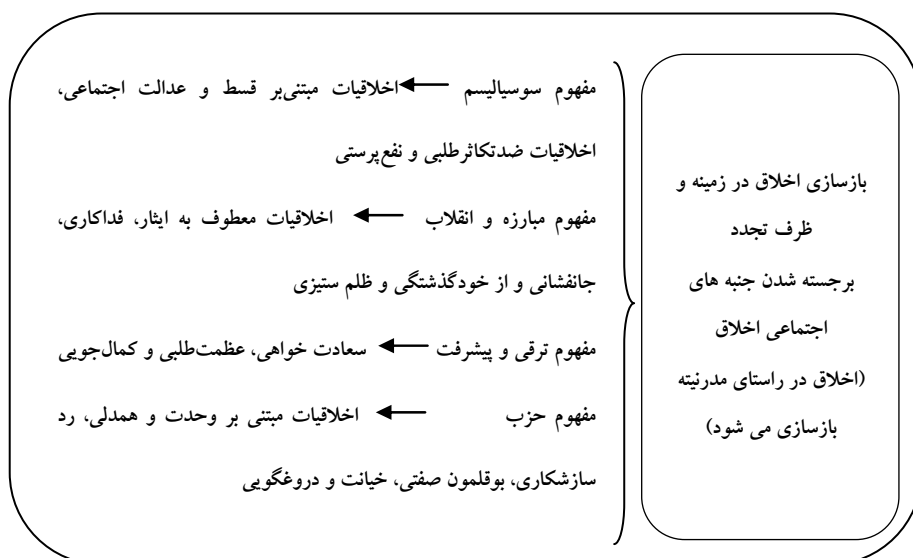 بازسازی اخلاق در زمینه و
ظرف تجدد
برجسته شدن جنبه های
اجتماعی اخلاق
(اخلاق در راستای مدرنیته
بازسازی می شود)
مفهوم سوسیالیسم ← اخلاقیات مبتنی‌بر قسط و عدالت اجتماعی،
اخلاقیات ضدتکاثرطلبی و نفع‌پرستی
مفهوم مبارزه و انقلاب ← اخلاقیات معطوف به ایثار، فداکاری،
جانفشانی و از خودگذشتگی و ظلم ستیزی
مفهوم ترقی و پیشرفت ← سعادت خواهی، عظمت‌طلبی و کمال‌جویی
مفهوم حزب ← اخلاقیات مبتنی بر وحدت و همدلی، رد
سازشکاری، بوقلمون صفتی، خیانت و دروغگویی